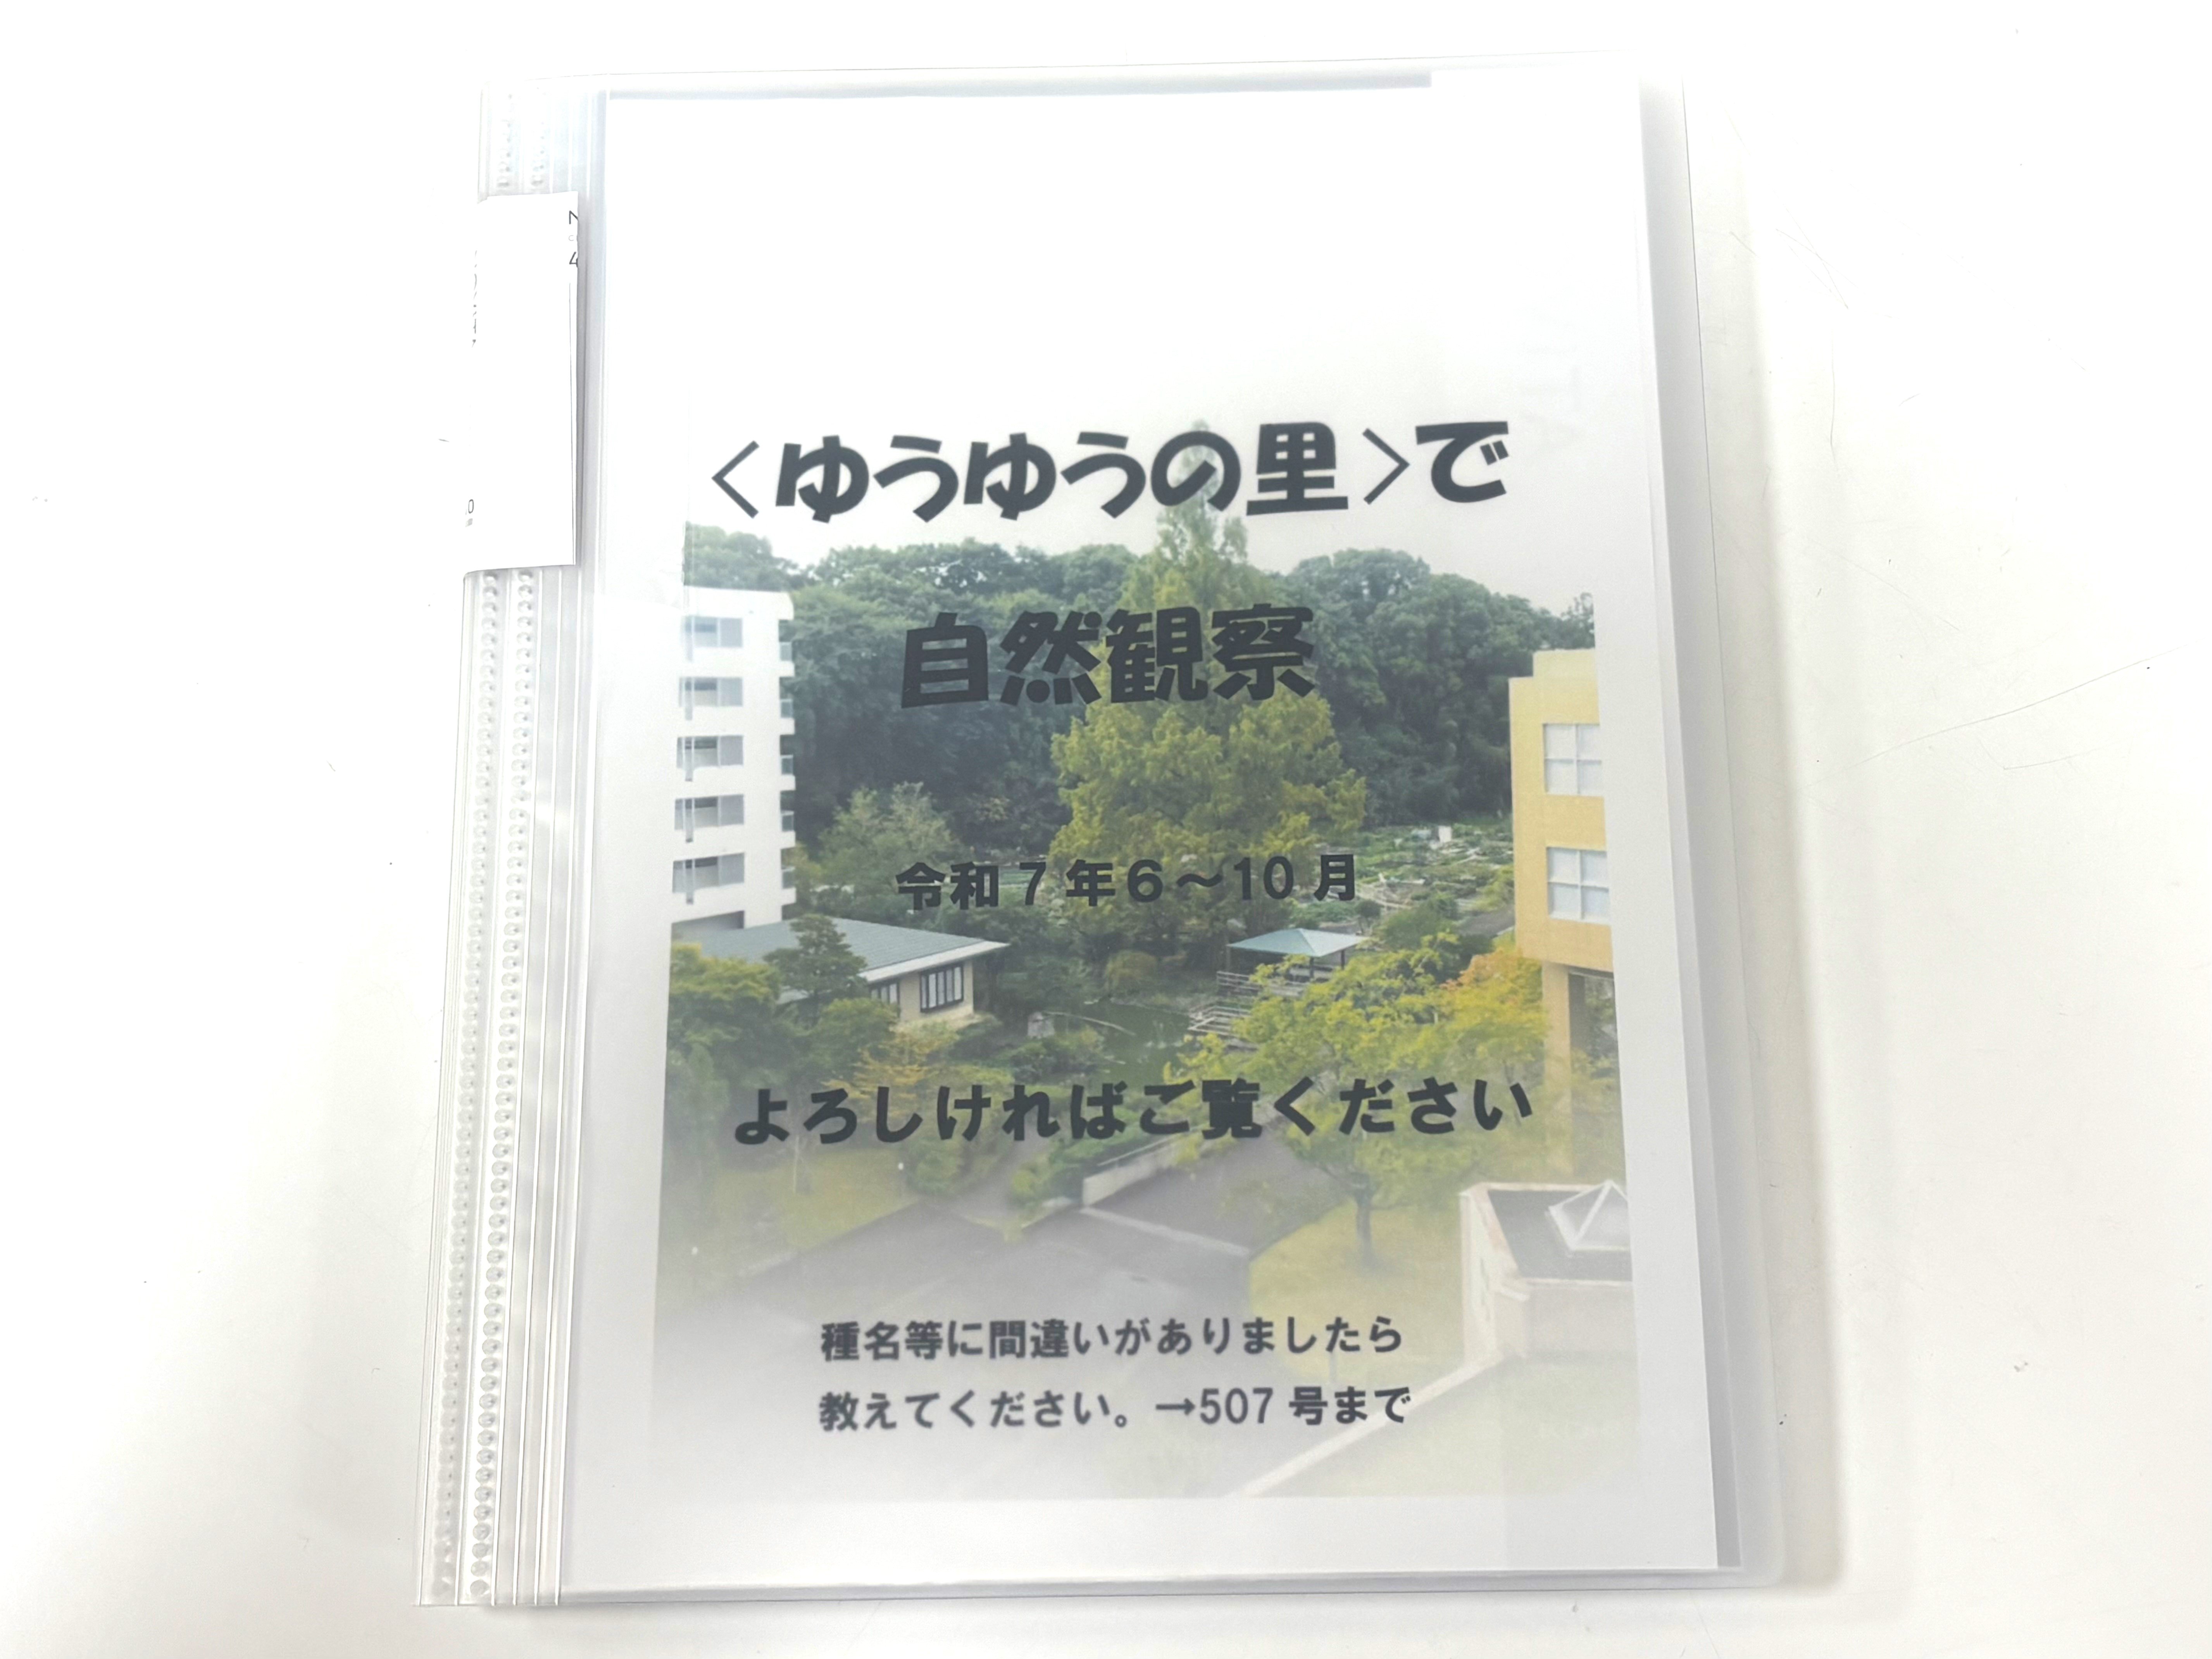 ＜ゆうゆうの里＞で
自然観察
令和７年６～10月
よろしければご覧ください
種名等に間違いがありましたら
教えてください。→507号まで